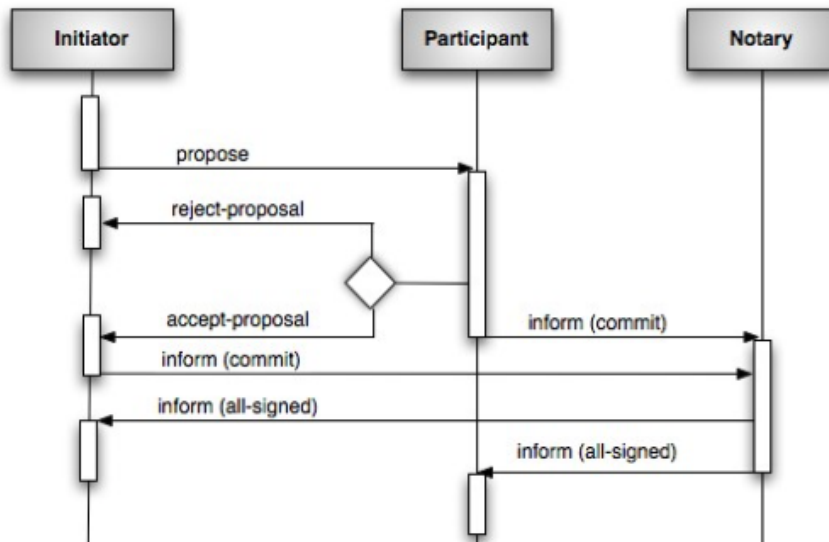 Initiator
Participant
Notary
propose
reject-proposal
accept-proposal
inform (commit)
inform (commit)
inform (all-signed)
inform (all-signed)